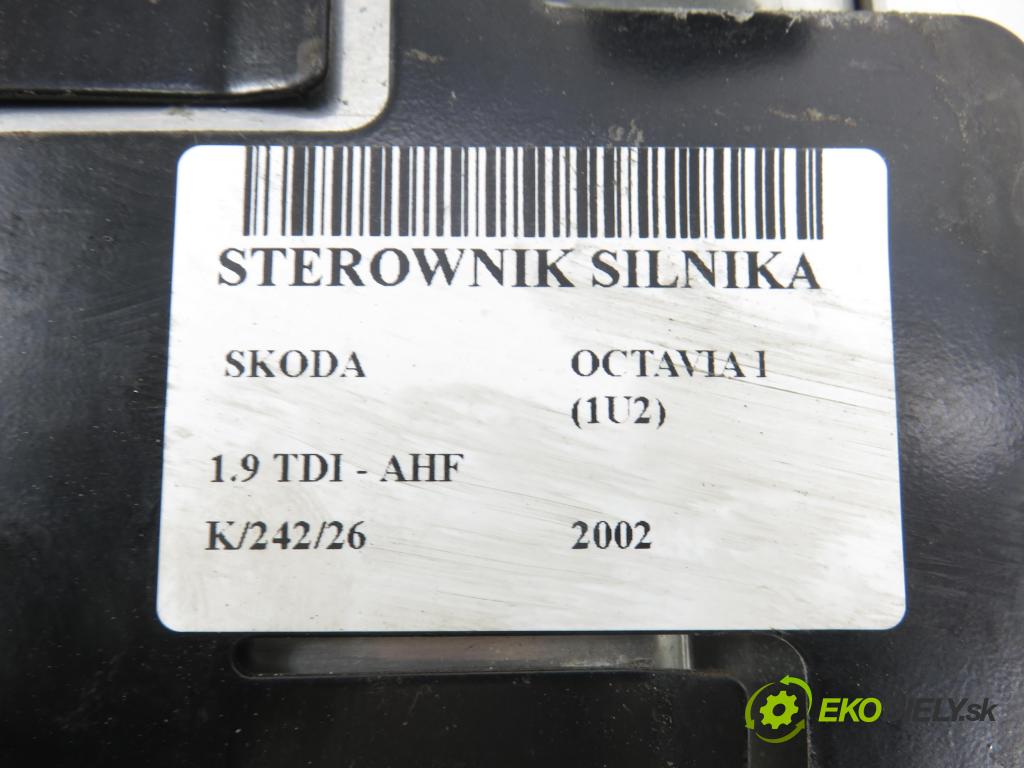 STEROWNIK SILNIKA
SKODA OCTAVIA I
(1U2)
1.9 TDI - AHF
K/242/26 2002
EKODIELY.sk